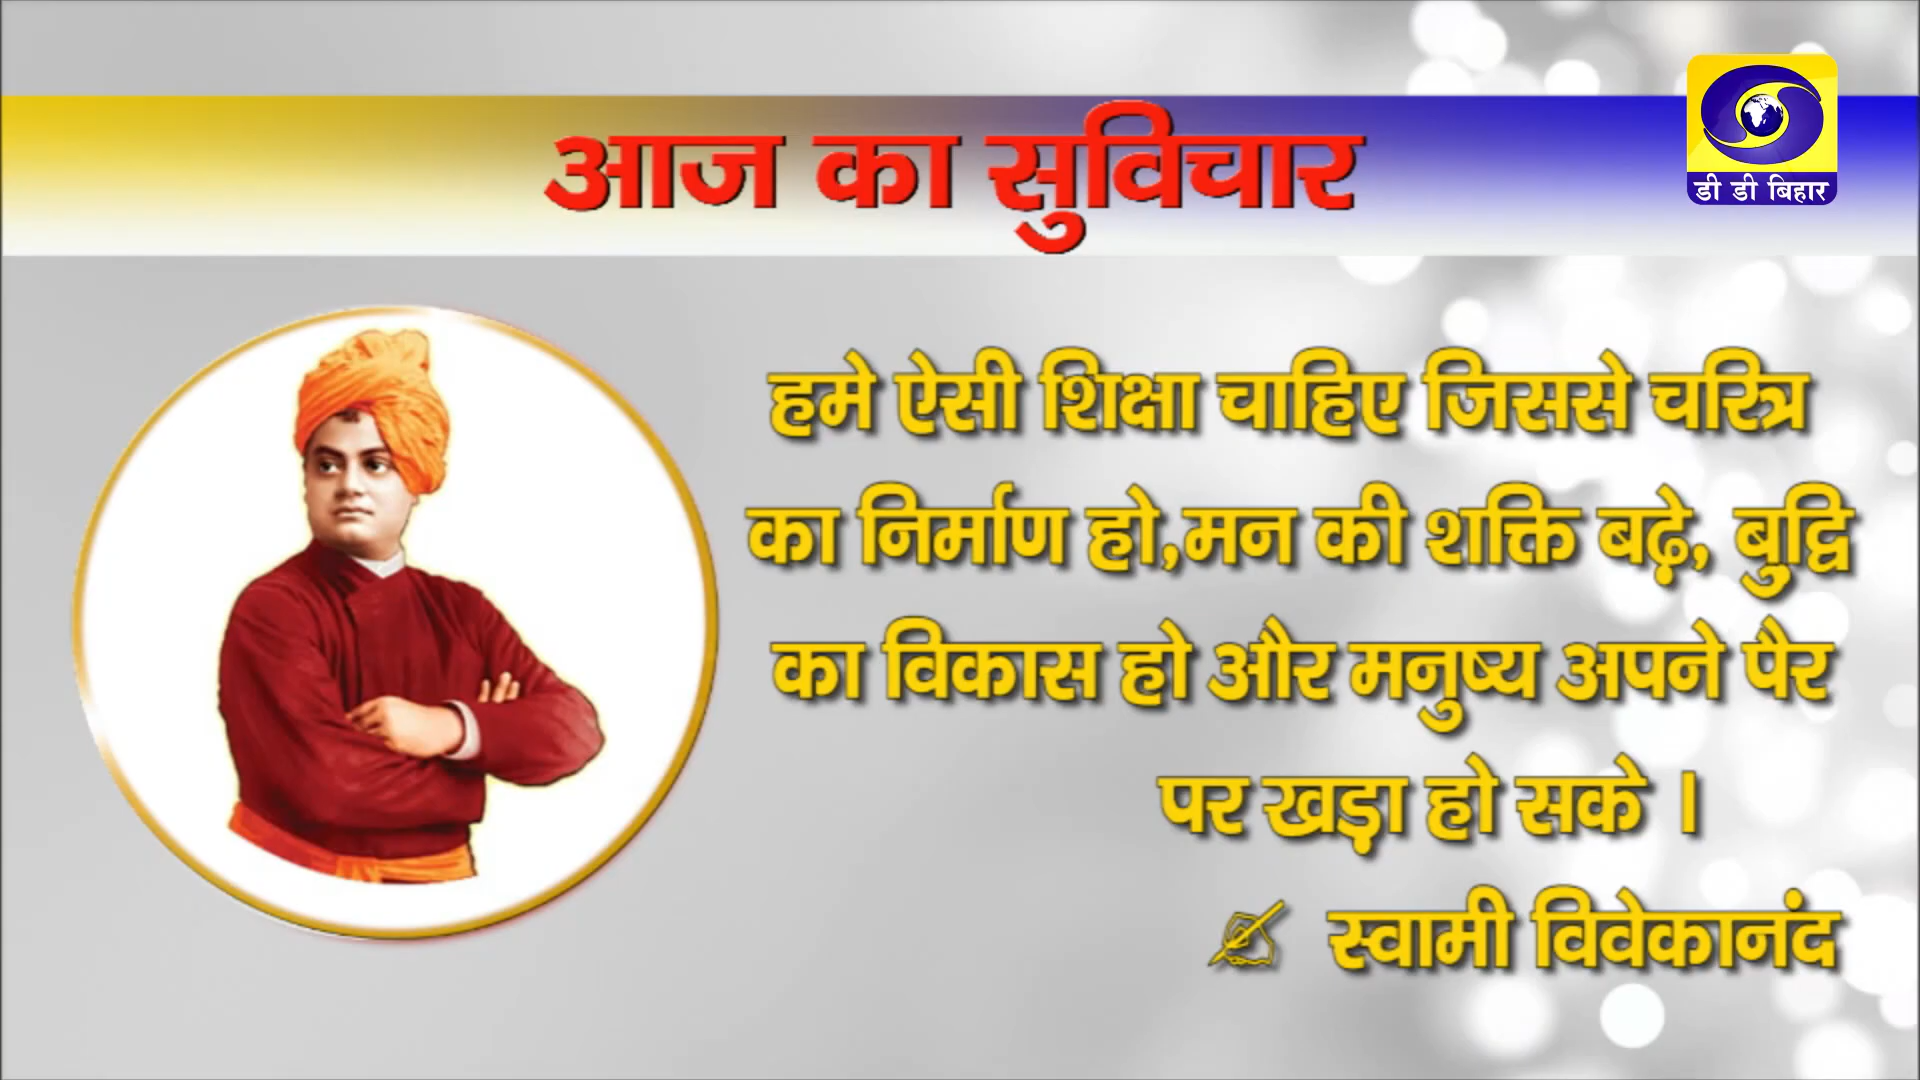 आज का सुविचार
डी डी बिहार
हमे ऐसी शिक्षा चाहिए जिससे चरित्र
का निर्माण हो,मन की शक्ति बढ़े, बुद्धि
का विकास हो और मनुष्य अपने पैर
पर खड़ा हो सके ।
स्वामी विवेकानंद